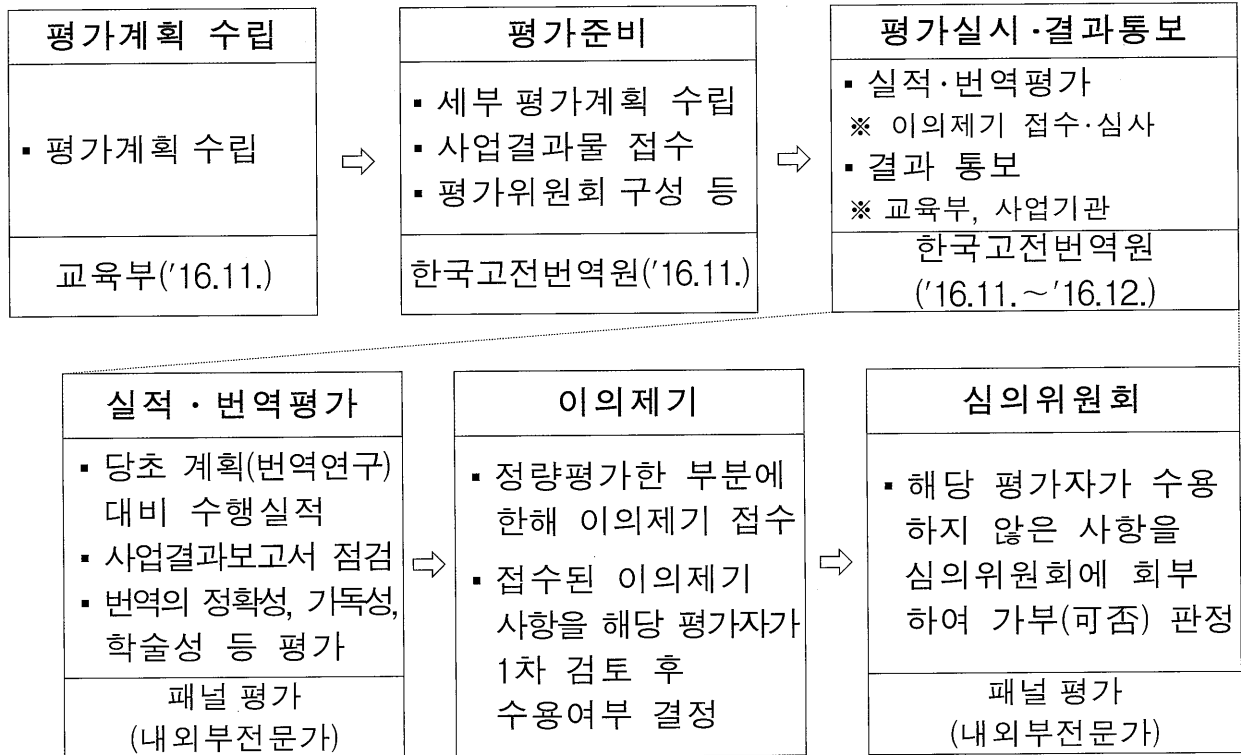 평가계획 수립
▪ 평가계획 수립
교육부('16.11.)
⇨
평가준비
▪ 세부 평가계획 수립
▪ 사업결과물 접수
▪ 평가위원회 구성 등
한국고전번역원('16.11.)
⇨
평가실시·결과통보
▪ 실적·번역평가
※ 이의제기 접수·심사
▪ 결과 통보
※ 교육부, 사업기관
한국고전번역원
('16.11.～'16.12.)
실적·번역평가
▪ 당초 계획(번역연구)
대비 수행실적
▪ 사업결과보고서 점검
▪ 번역의 정확성, 가독성,
학술성 등 평가
패널 평가
(내외부전문가)
⇨
이의제기
▪ 정량평가한 부분에
한해 이의제기 접수
▪ 접수된 이의제기
사항을 해당 평가자가
1차 검토 후
수용여부 결정
⇨
심의위원회
▪ 해당 평가자가 수용
하지 않은 사항을
심의위원회에 회부
하여 가부(可否) 판정
패널 평가
(내외부전문가)